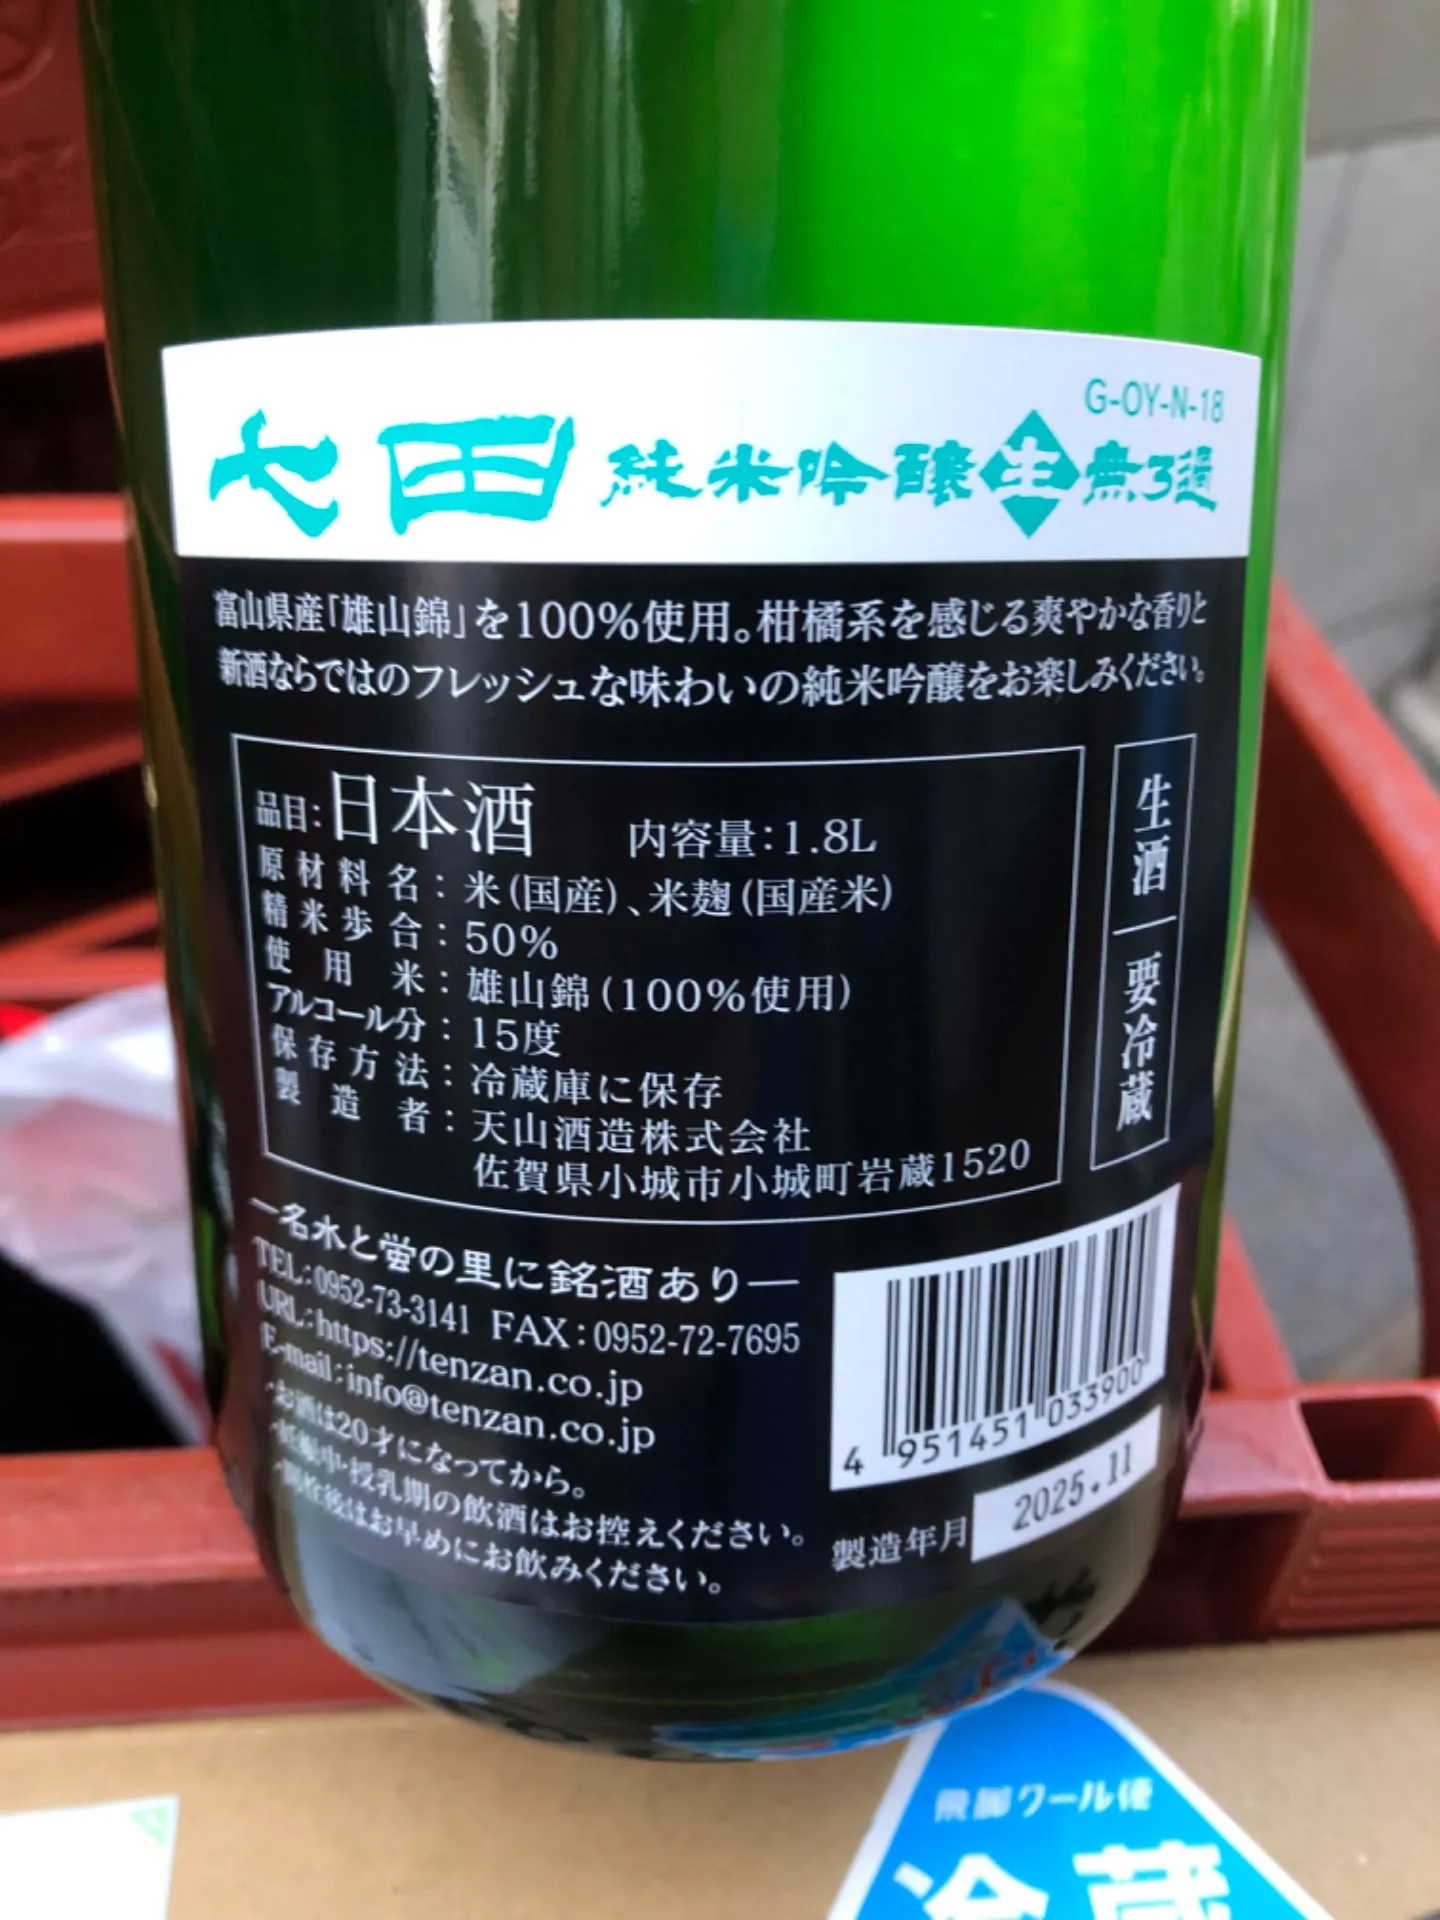 G-OY-N-18
七田 純米吟醸 生 無ろ過
富山県産「雄山錦」を100%使用。柑橘系を感じる爽やかな香りと
新酒ならではのフレッシュな味わいの純米吟醸をお楽しみください。
品目:日本酒 内容量:1.8L
原材料名:米(国産)、米麹(国産米)
精米歩合:50%
使用米:雄山錦(100%使用)
アルコール分:15度
保存方法:冷蔵庫に保存
製造者:天山酒造株式会社
佐賀県小城市小城町岩蔵1520
生酒|要冷蔵
―名水と蛍の里に銘酒あり―
TEL:0952-73-3141 FAX:0952-72-7695
URL:https://tenzan.co.jp
E-mail:info@tenzan.co.jp
・お酒は20才になってから。
・妊娠中・授乳期の飲酒はお控えください。
・開栓後はお早めにお飲みください。
4 951451 033900
製造年月 2025.11
飛脚クール便
冷蔵